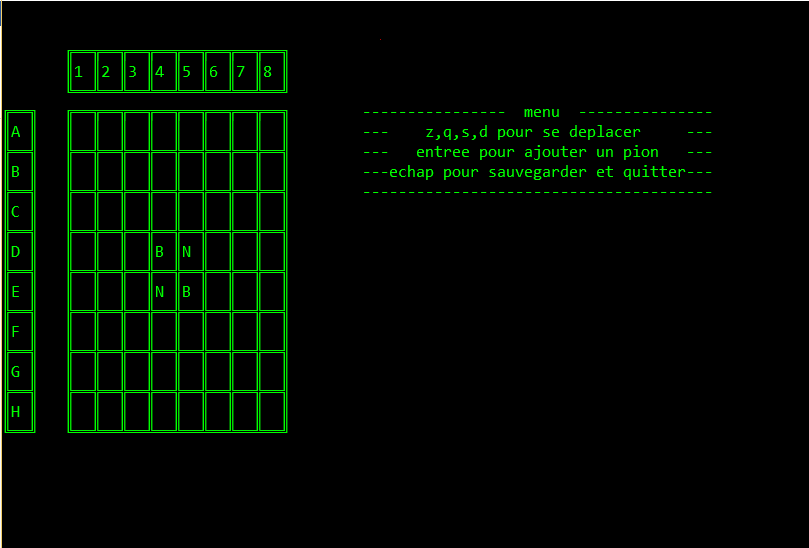 1 2 3 4 5 6 7 8
---------------- menu ---------------
A
--- z,q,s,d pour se deplacer ---
--- entree pour ajouter un pion ---
B
---echap pour sauvegarder et quitter---
---------------------------------------
C
D B N
E N B
F
G
H